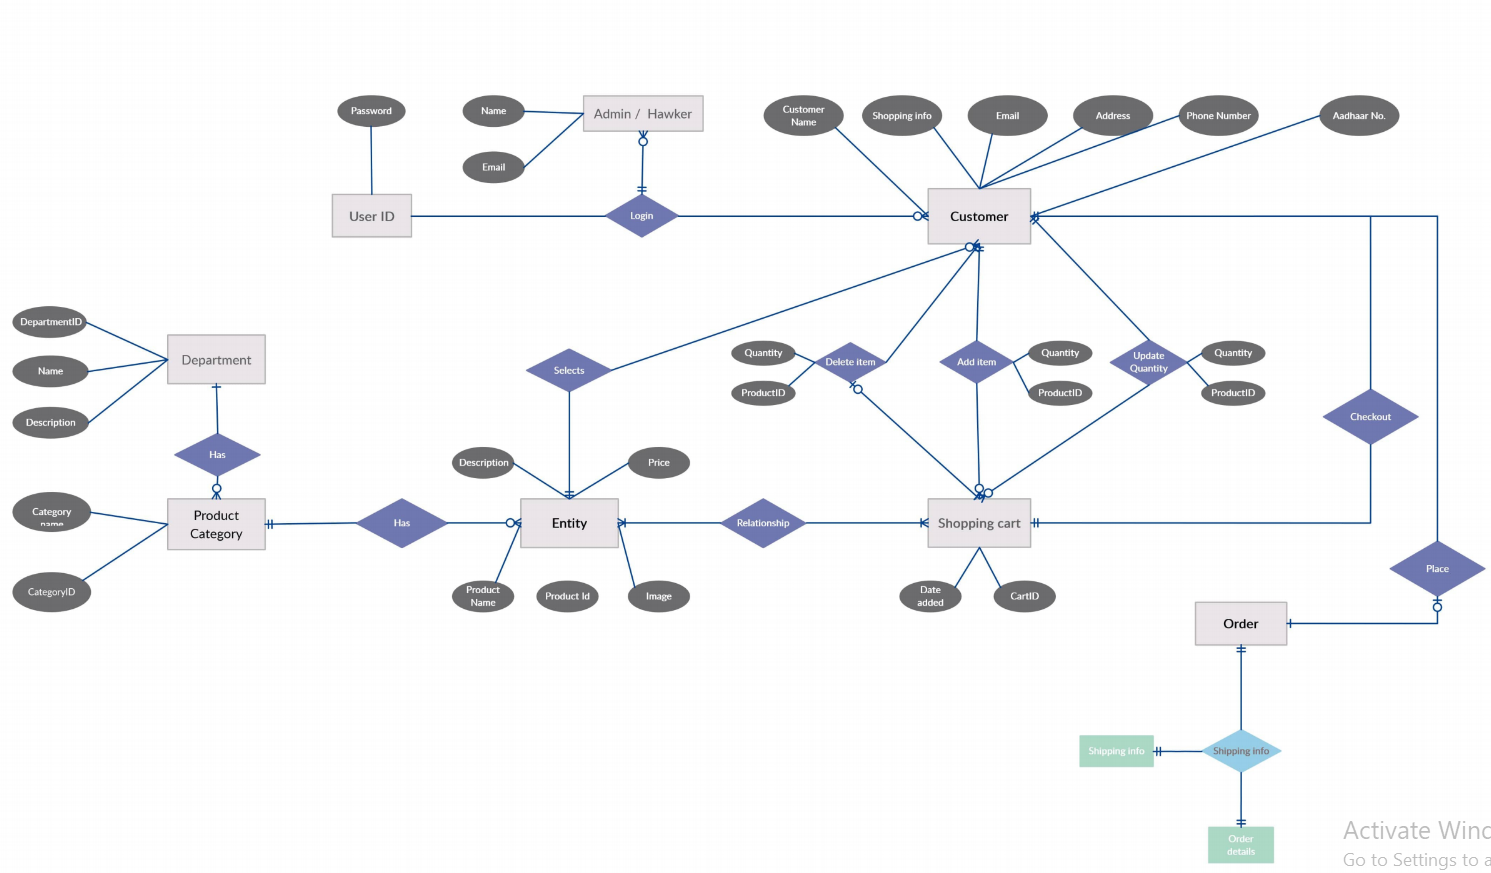 Password
Name
Admin / Hawker
Email
Customer
Name
Shopping info
Email
Address
Phone Number
Aadhaar No.
User ID
Login
Customer
DepartmentID
Name
Description
Department
Selects
Quantity
ProductID
Delete item
Add item
Quantity
ProductID
Update
Quantity
Quantity
ProductID
Checkout
Has
Description
Price
Category
name
CategoryID
Product
Category
Has
Entity
Relationship
Shopping cart
Product
Name
Product Id
Image
Date
added
CartID
Place
Order
Shipping info
Shipping info
Order
details
Activate Winc
Go to Settings to a